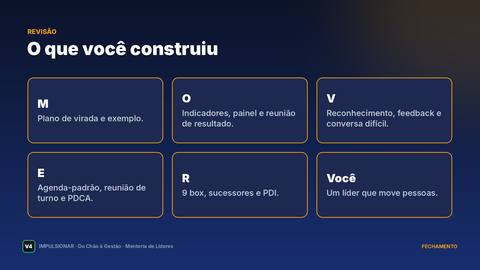 REVISÃO
O que você construiu
M
Plano de virada e exemplo.
O
Indicadores, painel e reunião
de resultado.
V
Reconhecimento, feedback e
conversa difícil.
E
Agenda-padrão, reunião de
turno e PDCA.
R
9 box, sucessores e PDI.
Você
Um líder que move pessoas.
V4 IMPULSIONAR · Do Chão à Gestão · Mentoria de Líderes
FECHAMENTO